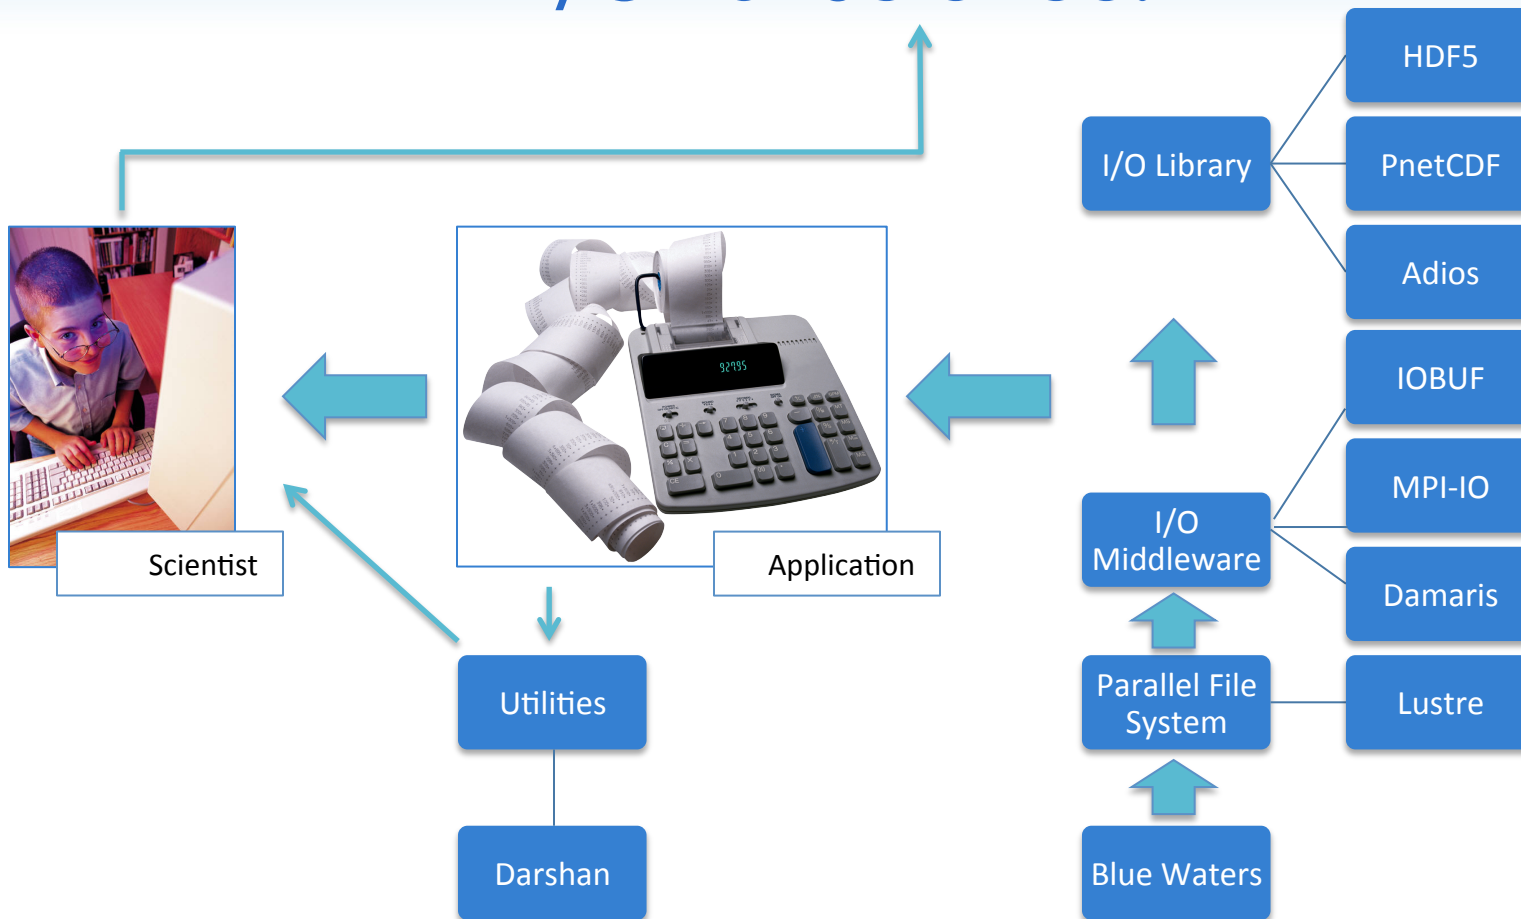 HDF5
I/O Library
PnetCDF
Adios
IOBUF
92795
MPI-IO
I/O
Middleware
Scientist
Application
Damaris
Utilities
Parallel File
System
Lustre
Darshan
Blue Waters